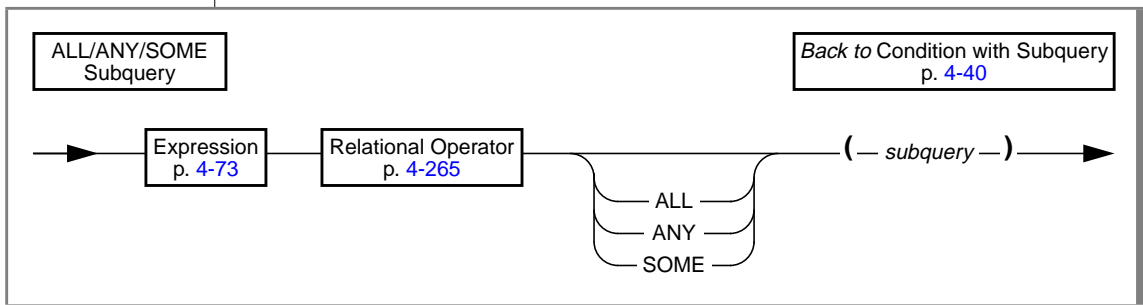 ALL/ANY/SOME
Subquery
Back to Condition with Subquery
p. 4-40
Expression
p. 4-73
Relational Operator
p. 4-265
( subquery )
ALL
ANY
SOME